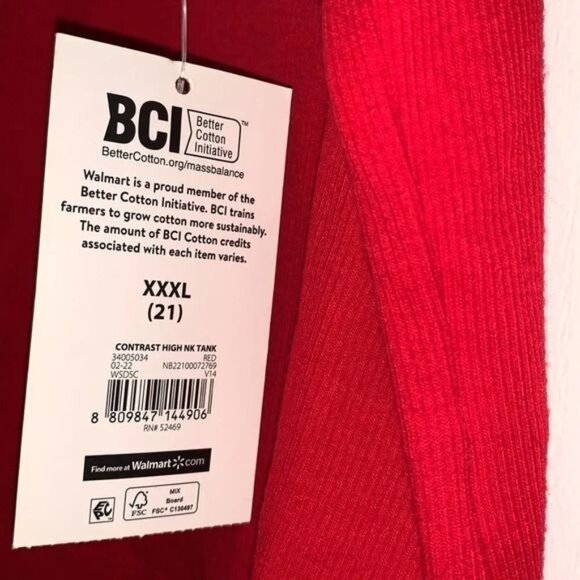 BCI Better Cotton Initiative ™
BetterCotton.org/massbalance
Walmart is a proud member of the
Better Cotton Initiative. BCI trains
farmers to grow cotton more sustainably.
The amount of BCI Cotton credits
associated with each item varies.
XXXL
(21)
CONTRAST HIGH NK TANK
34005034 RED
02-22 NB22100072769
WSDSC V14
8 809847 144906
RN# 52469
Find more at Walmart.com
MIX
Board
FSC FSC® C136497